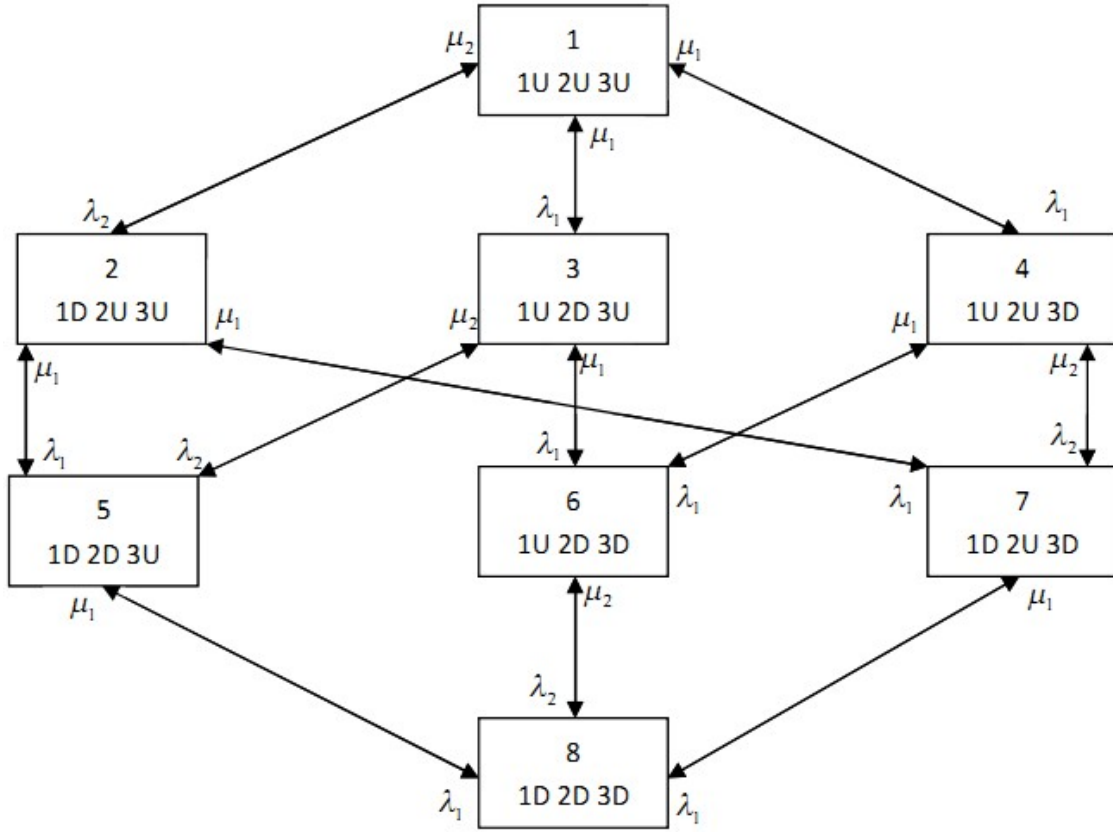 1
1U 2U 3U
μ₂
μ₁
μ₁
λ₂
λ₁
λ₁
2
1D 2U 3U
3
1U 2D 3U
4
1U 2U 3D
μ₁
μ₁
μ₂
μ₁
μ₁
μ₂
λ₁
λ₂
λ₁
λ₁
λ₁
λ₂
5
1D 2D 3U
6
1U 2D 3D
7
1D 2U 3D
μ₁
μ₂
μ₁
λ₂
8
1D 2D 3D
λ₁
λ₁